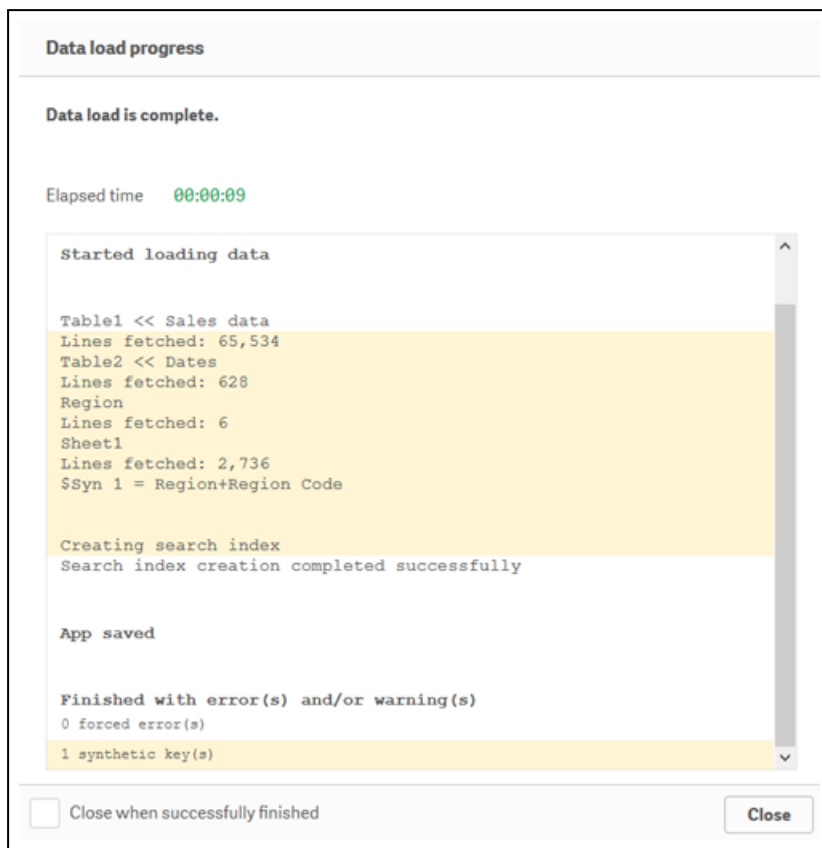 Data load progress
Data load is complete.
Elapsed time 00:00:09
Started loading data
Table1 << Sales data
Lines fetched: 65,534
Table2 << Dates
Lines fetched: 628
Region
Lines fetched: 6
Sheet1
Lines fetched: 2,736
$Syn 1 = Region+Region Code
Creating search index
Search index creation completed successfully
App saved
Finished with error(s) and/or warning(s)
0 forced error(s)
1 synthetic key(s)
Close when successfully finished
Close